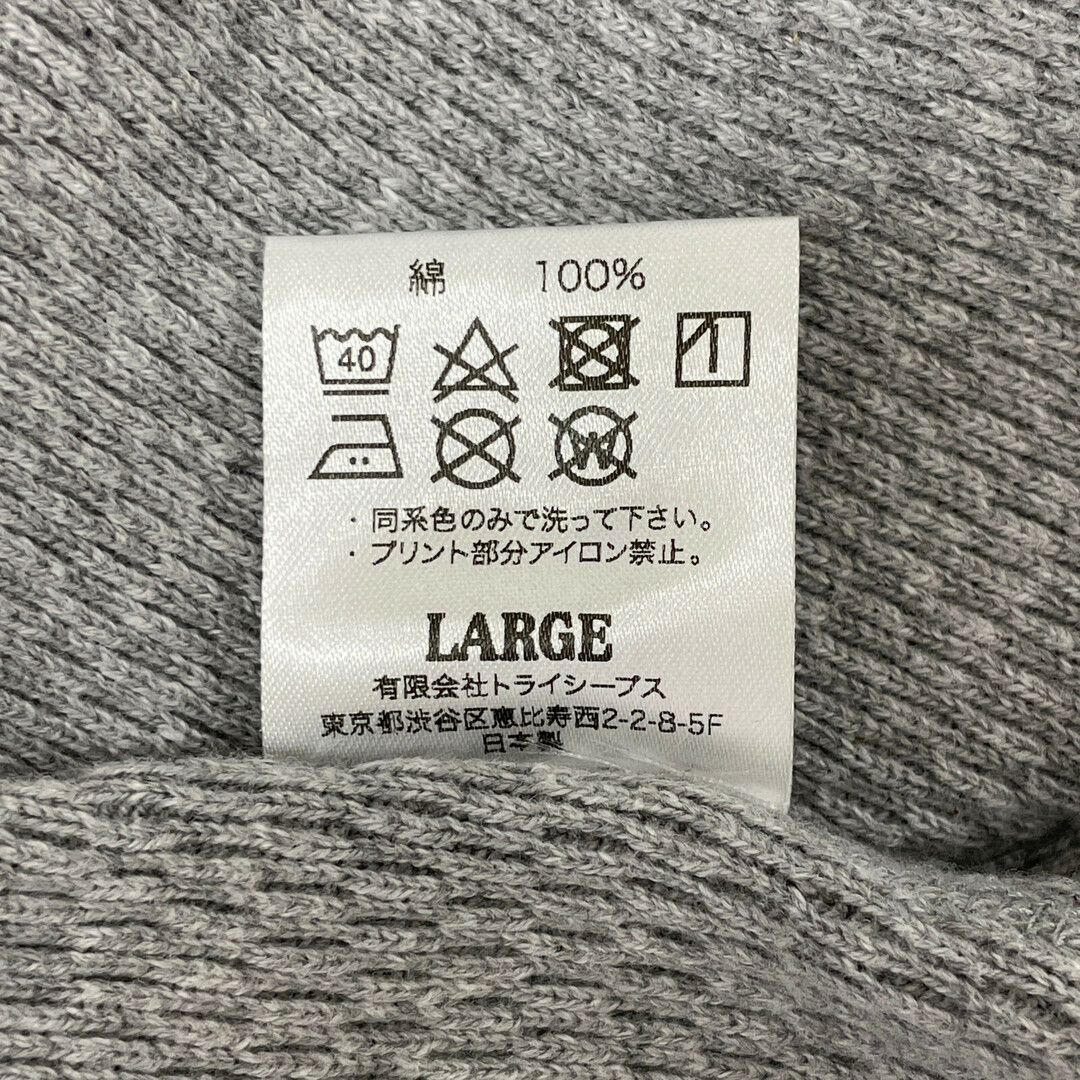 綿 100%
40
W
・同系色のみで洗って下さい。
・プリント部分アイロン禁止。
LARGE
有限会社トライシープス
東京都渋谷区恵比寿西2-2-8-5F
日本製